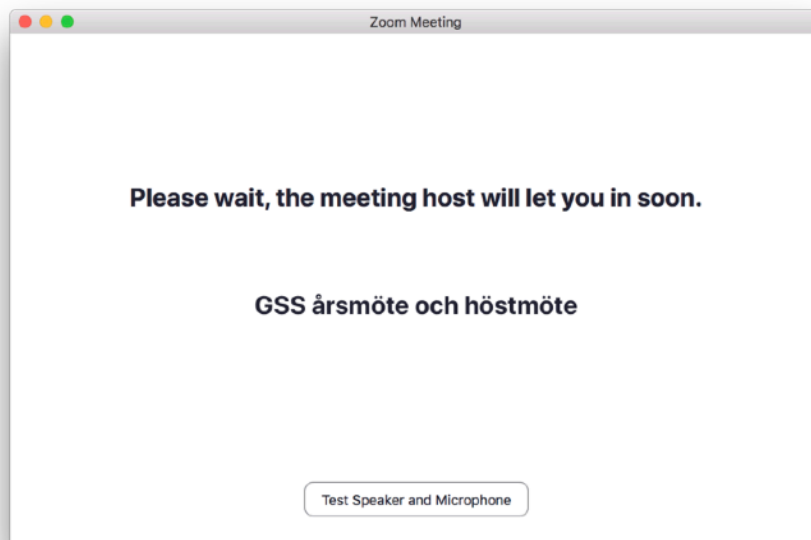 Zoom Meeting
Please wait, the meeting host will let you in soon.
GSS årsmöte och höstmöte
Test Speaker and Microphone